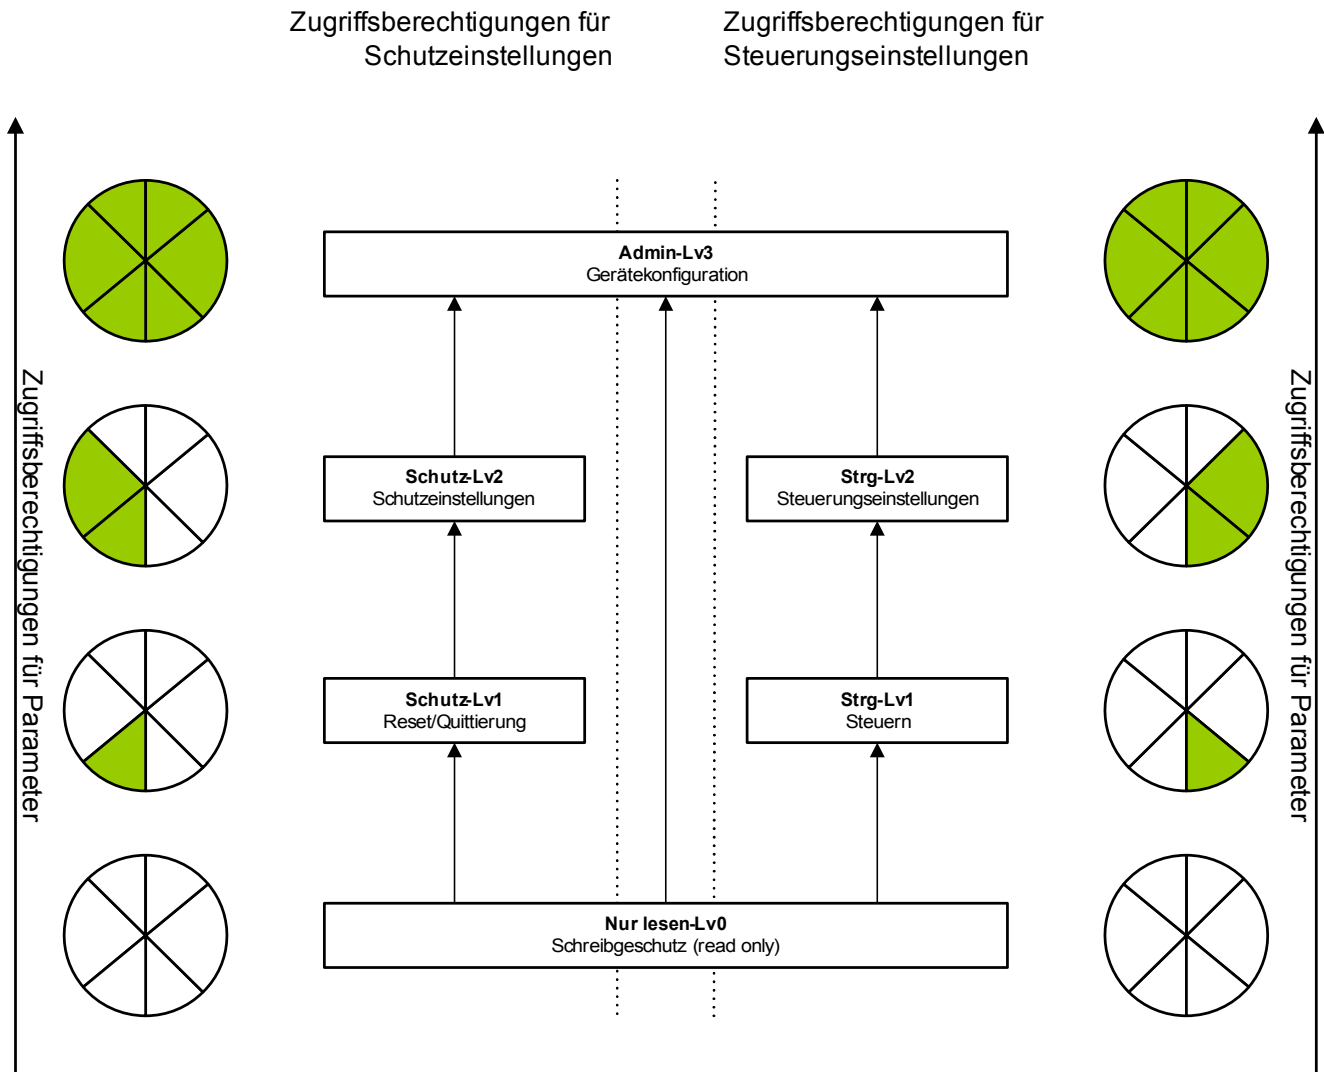 Zugriffsberechtigungen für
Schutzeinstellungen
Zugriffsberechtigungen für
Steuerungseinstellungen
Zugriffsberechtigungen für Parameter
Admin-Lv3
Gerätekonfiguration
Schutz-Lv2
Schutzeinstellungen
Strg-Lv2
Steuerungseinstellungen
Schutz-Lv1
Reset/Quittierung
Strg-Lv1
Steuern
Nur lesen-Lv0
Schreibgeschutz (read only)
Zugriffsberechtigungen für Parameter